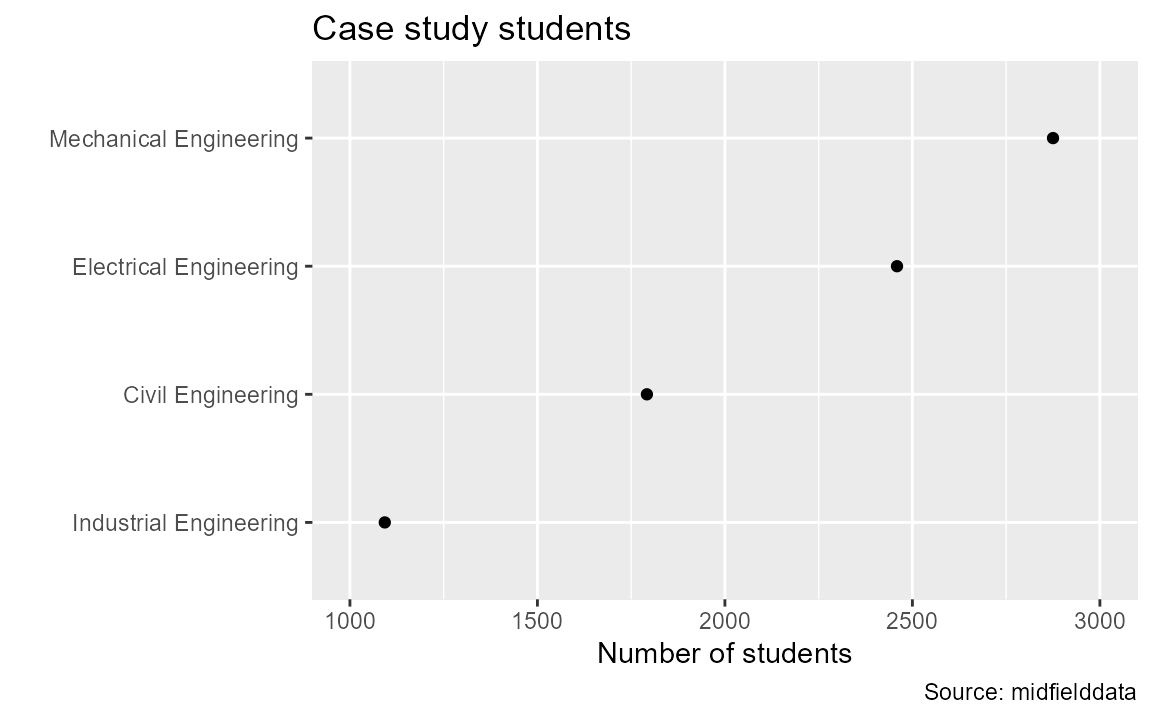 Case study students
Mechanical Engineering
Electrical Engineering
Civil Engineering
Industrial Engineering
1000 1500 2000 2500 3000
Number of students
Source: midfielddata